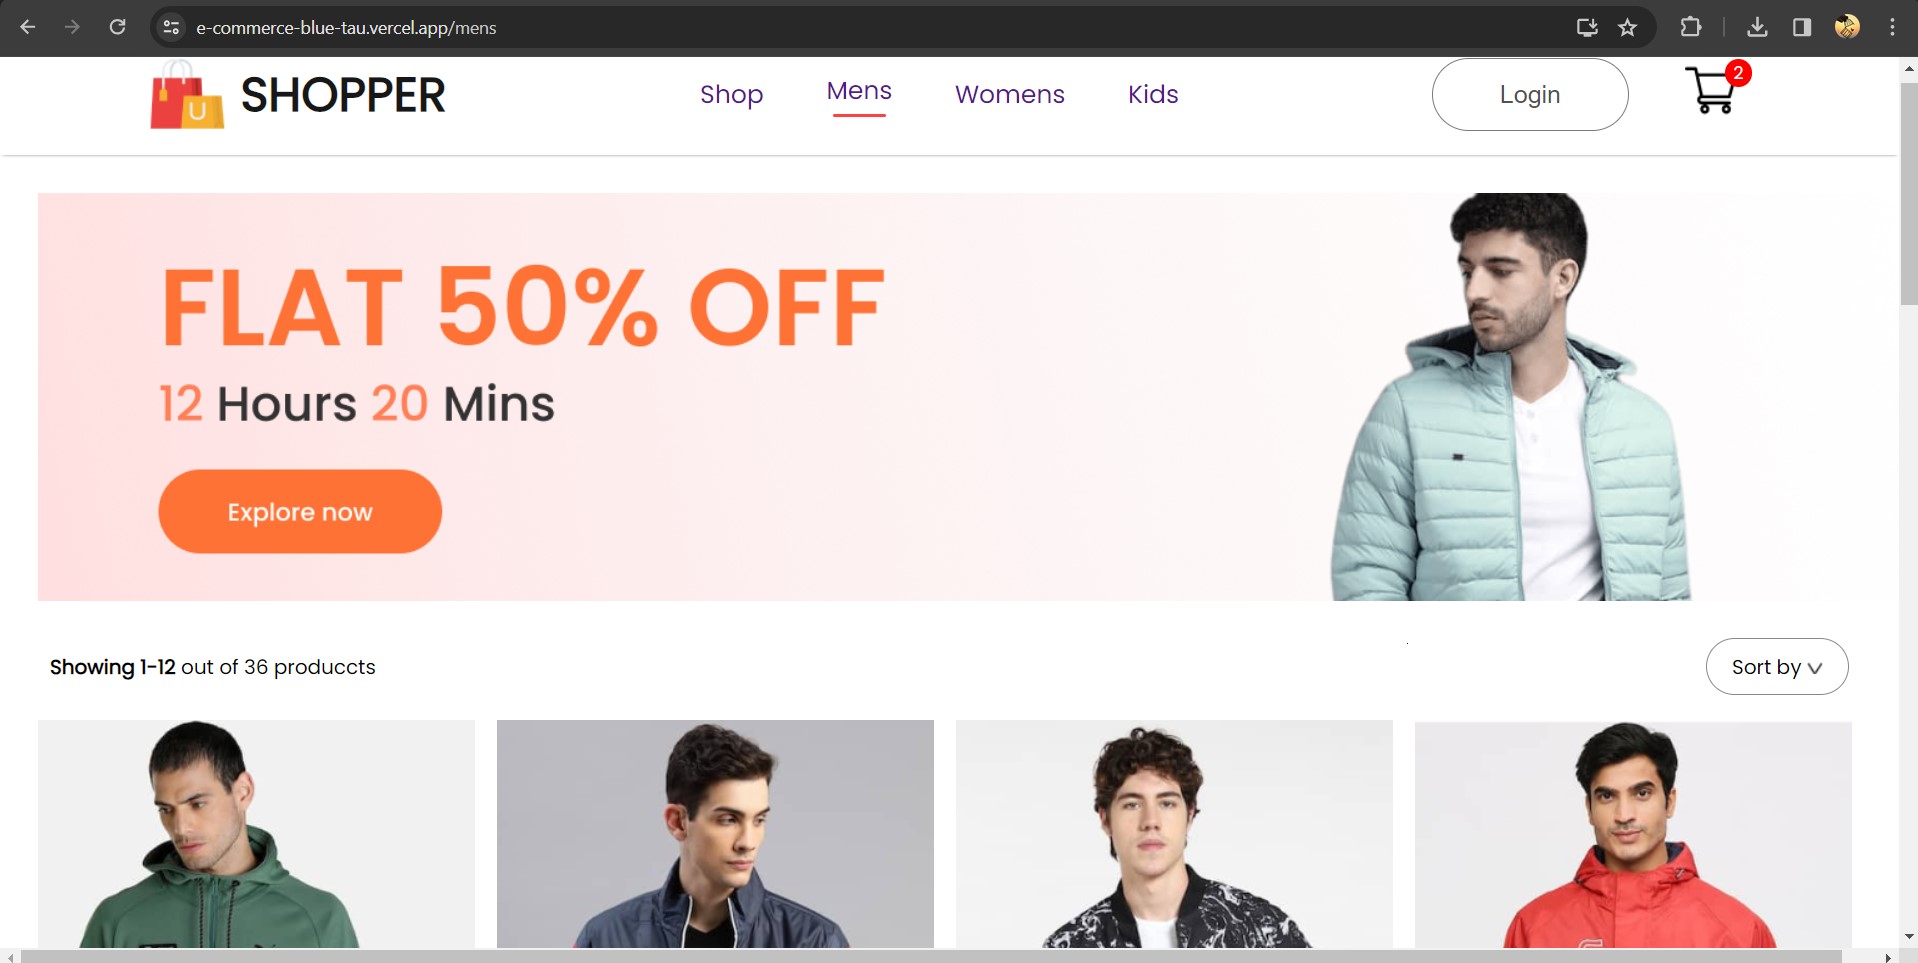 e-commerce-blue-tau.vercel.app/mens
U
SHOPPER
Shop
Mens
Womens
Kids
Login
2
FLAT 50% OFF
12 Hours 20 Mins
Explore now
Showing 1-12 out of 36 produccts
Sort by